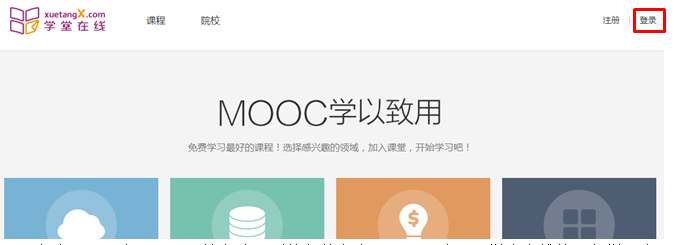 xuetangX.com
学堂在线
课程 院校 注册 | 登录
MOOC学以致用
免费学习最好的课程！选择感兴趣的领域，加入课堂，开始学习吧！